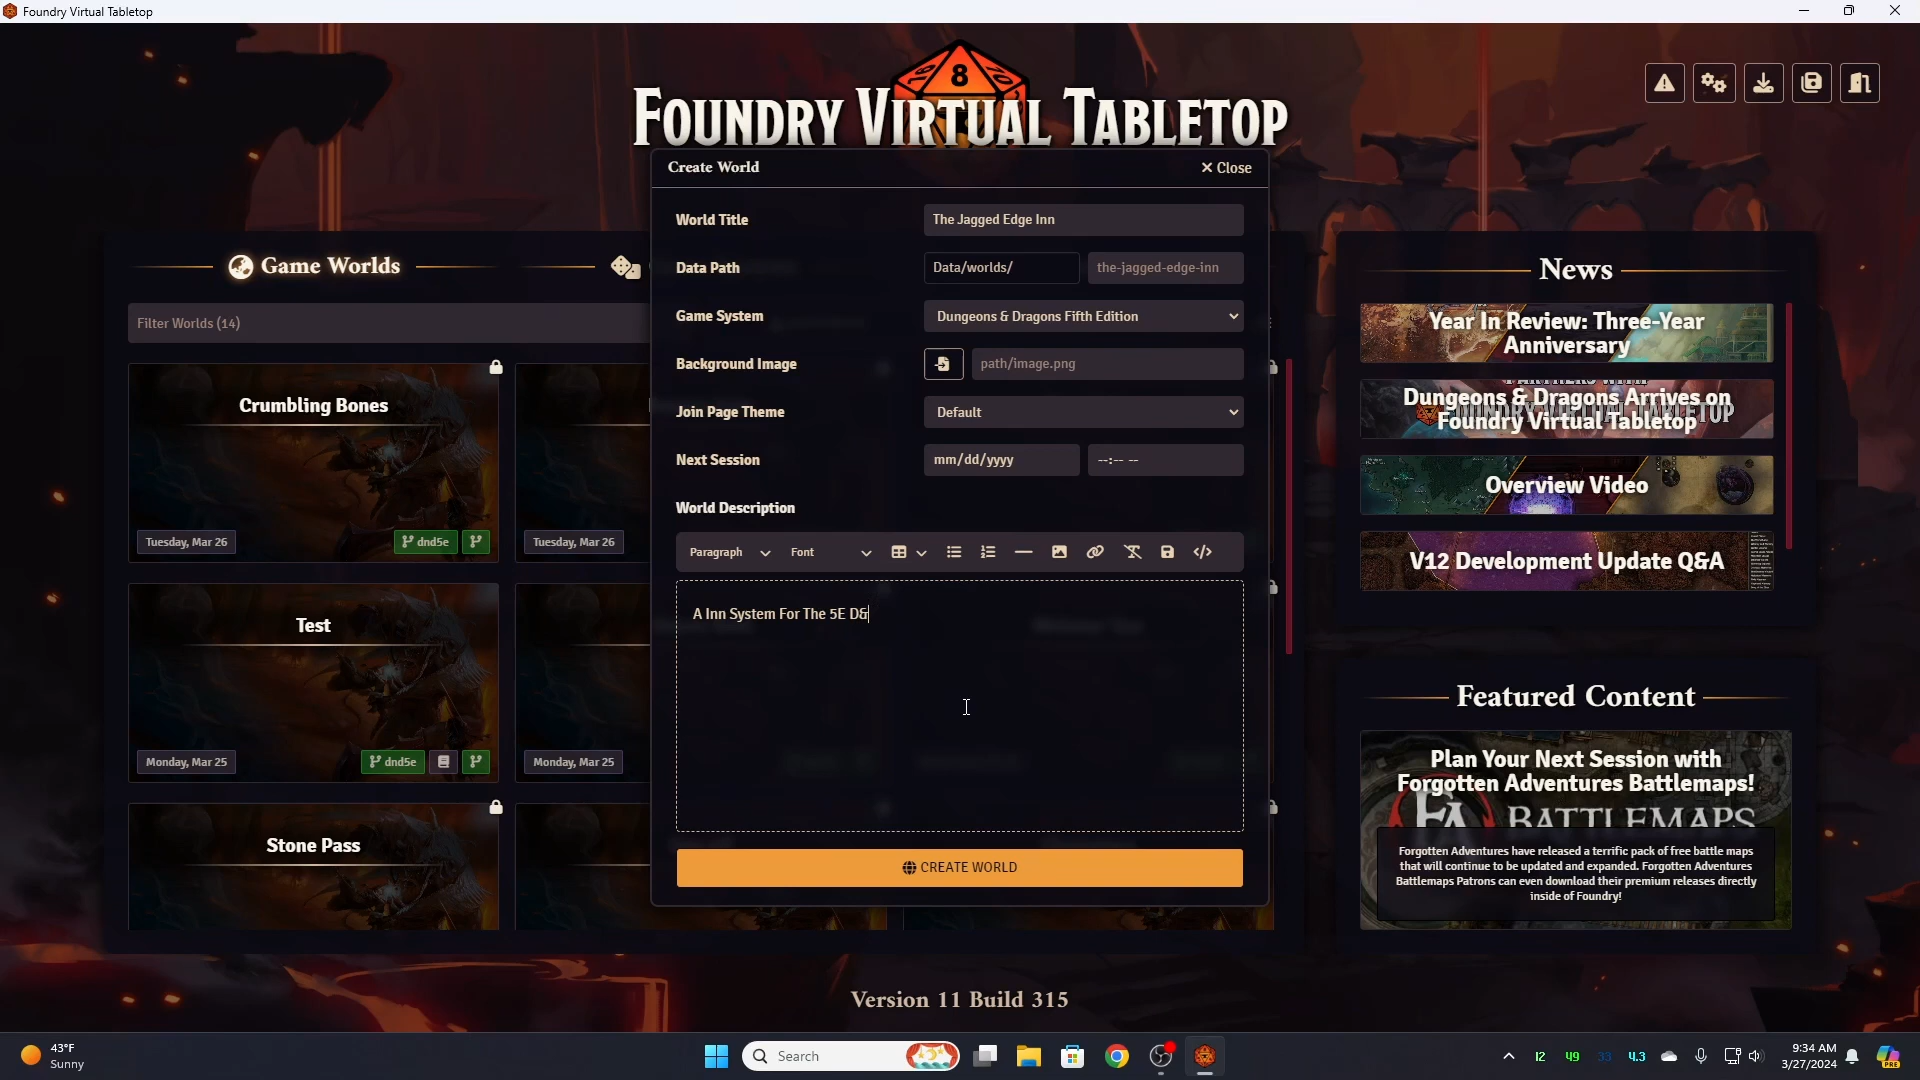 Foundry Virtual Tabletop
FOUNDRY VIRTUAL TABLETOP
8
Create World
Close
World Title
The Jagged Edge Inn
Data Path
Data/worlds/
the-jagged-edge-inn
Game System
Dungeons & Dragons Fifth Edition
Background Image
path/image.png
Join Page Theme
Default
Next Session
mm/dd/yyyy
--:-- --
World Description
Paragraph
Font
A Inn System For The 5E D&
CREATE WORLD
Game Worlds
Filter Worlds (14)
Crumbling Bones
Tuesday, Mar 26
dnd5e
Tuesday, Mar 26
Test
Monday, Mar 25
dnd5e
Monday, Mar 25
Stone Pass
News
Year In Review: Three-Year
Anniversary
Dungeons & Dragons Arrives on
Foundry Virtual Tabletop
Overview Video
V12 Development Update Q&A
Featured Content
Plan Your Next Session with
Forgotten Adventures Battlemaps!
BATTLEMAPS
Forgotten Adventures have released a terrific pack of free battle maps
that will continue to be updated and expanded. Forgotten Adventures
Battlemaps Patrons can even download their premium releases directly
inside of Foundry!
Version 11 Build 315
43°F
Sunny
Search
12
49
33
4.3
9:34 AM
3/27/2024
PRE